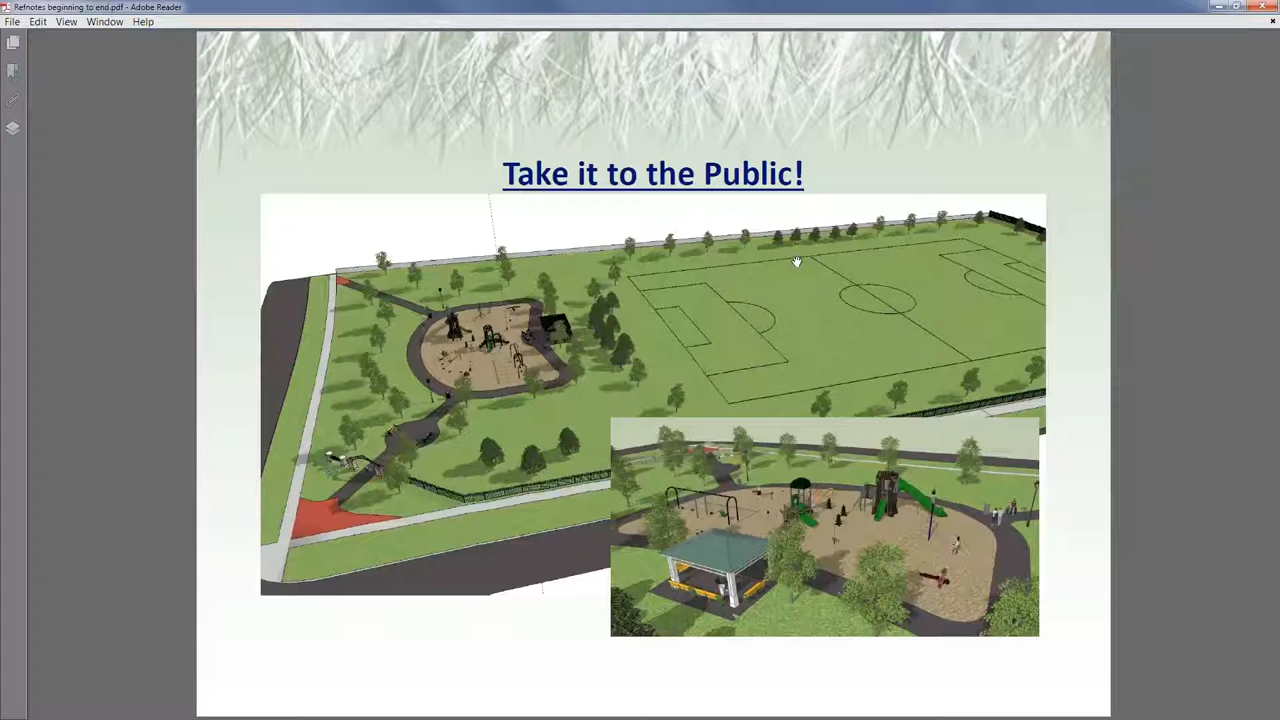 Refnotes beginning to end.pdf - Adobe Reader
File Edit View Window Help
Take it to the Public!